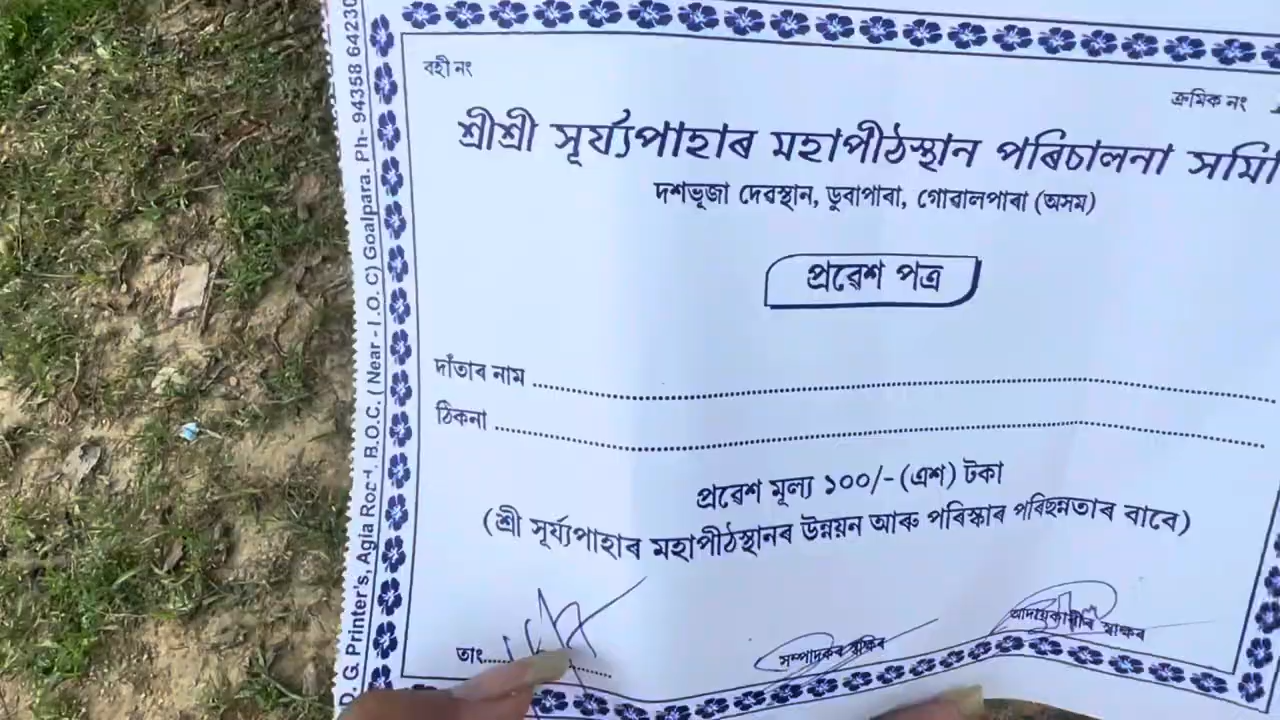 বহী নং
ক্ৰমিক নং
শ্ৰীশ্ৰী সূৰ্য্যপাহাৰ মহাপীঠস্থান পৰিচালনা সমি
দশভূজা দেৱস্থান, ডুবাপাৰা, গোৱালপাৰা (অসম)
প্ৰৱেশ পত্ৰ
দাঁতাৰ নাম
ঠিকনা
প্ৰৱেশ মূল্য ১০০/- (এশ) টকা
(শ্ৰী সূৰ্য্যপাহাৰ মহাপীঠস্থানৰ উন্নয়ন আৰু পৰিস্কাৰ পৰিছন্নতাৰ বাবে)
তাং
সম্পাদকৰ স্বাক্ষৰ
আদায়কাৰীৰ স্বাক্ষৰ
D. G. Printer's, Agia Road, B.O.C. ( Near - I. O. C) Goalpara. Ph- 94358 64230